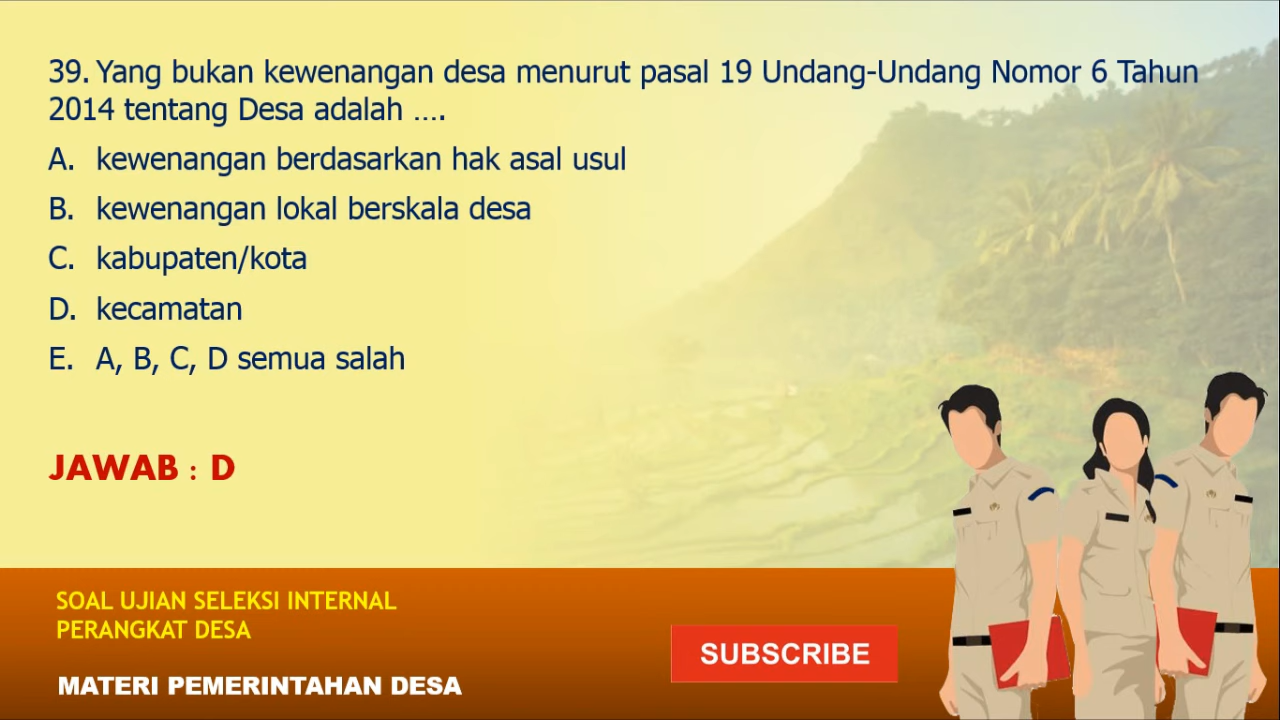 39. Yang bukan kewenangan desa menurut pasal 19 Undang-Undang Nomor 6 Tahun
2014 tentang Desa adalah ....
A. kewenangan berdasarkan hak asal usul
B. kewenangan lokal berskala desa
C. kabupaten/kota
D. kecamatan
E. A, B, C, D semua salah
JAWAB : D
SOAL UJIAN SELEKSI INTERNAL
PERANGKAT DESA
MATERI PEMERINTAHAN DESA
SUBSCRIBE